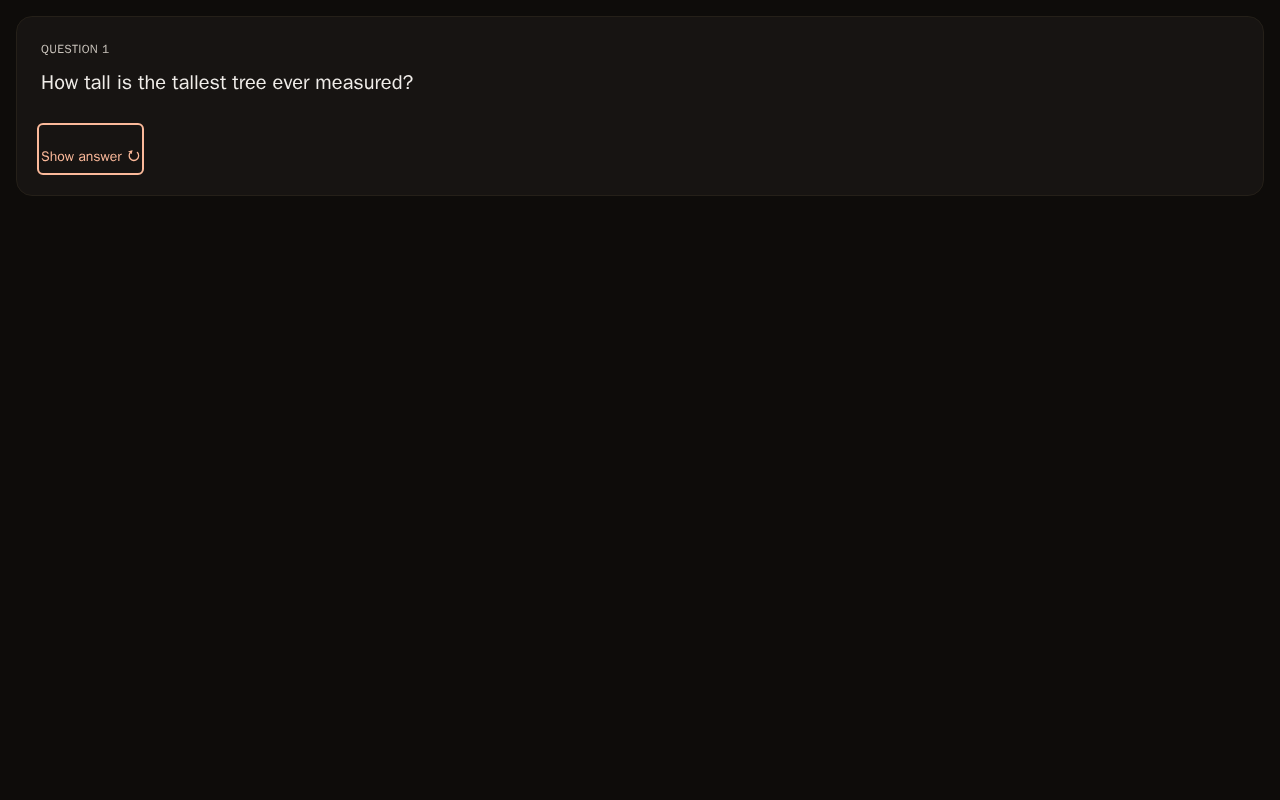 QUESTION 1
How tall is the tallest tree ever measured?
Show answer ↻